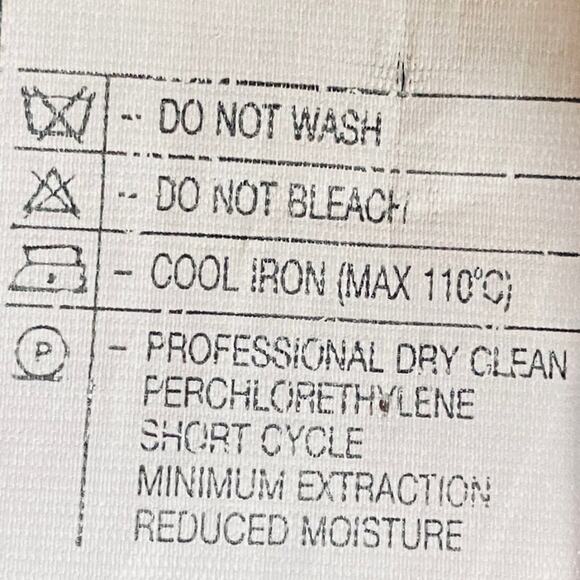 -- DO NOT WASH
-- DO NOT BLEACH
- COOL IRON (MAX 110°C)
P - PROFESSIONAL DRY CLEAN
PERCHLORETHYLENE
SHORT CYCLE
MINIMUM EXTRACTION
REDUCED MOISTURE